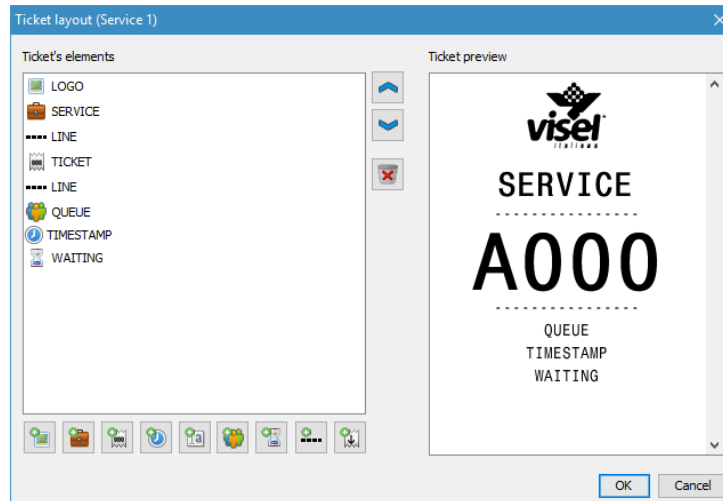 Ticket layout (Service 1)
Ticket's elements
LOGO
SERVICE
LINE
TICKET
LINE
QUEUE
TIMESTAMP
WAITING
Ticket preview
visel
italiana
SERVICE
----------------
A000
----------------
QUEUE
TIMESTAMP
WAITING
OK
Cancel